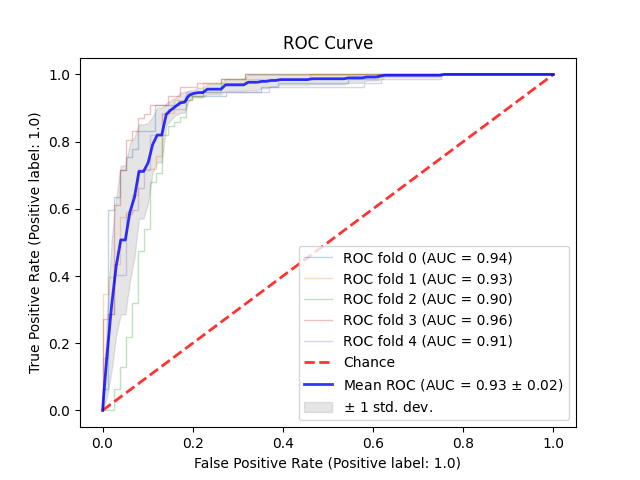 ROC Curve
True Positive Rate (Positive label: 1.0)
1.0
0.8
0.6
0.4
0.2
0.0
ROC fold 0 (AUC = 0.94)
ROC fold 1 (AUC = 0.93)
ROC fold 2 (AUC = 0.90)
ROC fold 3 (AUC = 0.96)
ROC fold 4 (AUC = 0.91)
Chance
Mean ROC (AUC = 0.93 ± 0.02)
± 1 std. dev.
0.0 0.2 0.4 0.6 0.8 1.0
False Positive Rate (Positive label: 1.0)